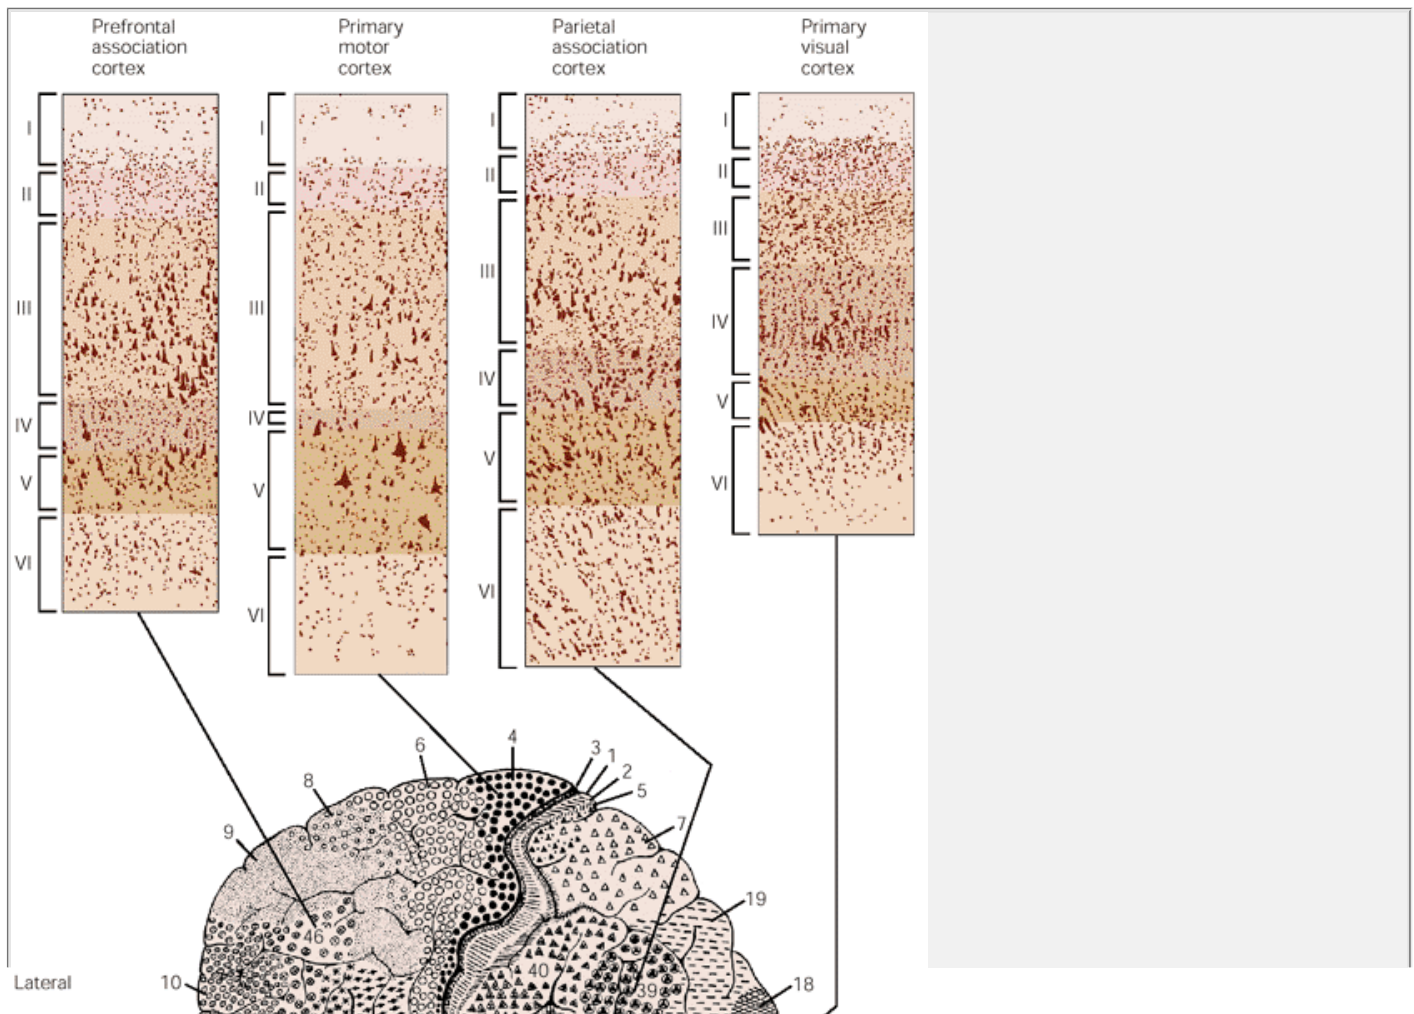 Prefrontal
association
cortex
Primary
motor
cortex
Parietal
association
cortex
Primary
visual
cortex
I
II
III
IV
V
VI
I
II
III
IV
V
VI
I
II
III
IV
V
VI
I
II
III
IV
V
VI
4
6
3
1
2
5
8
7
9
19
46
40
39
10
18
Lateral